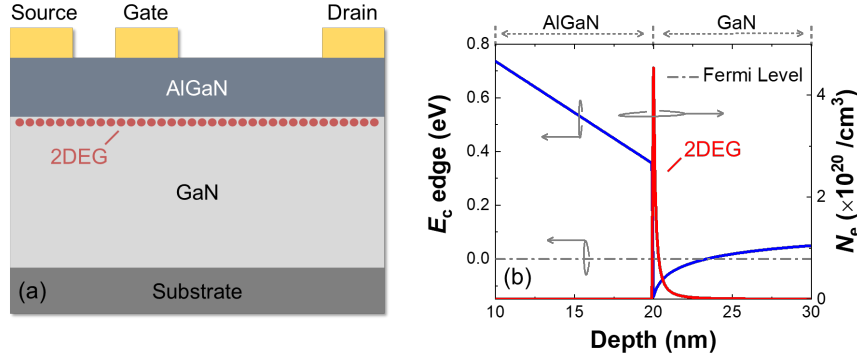 Source Gate Drain
AlGaN
2DEG
GaN
(a) Substrate
AlGaN GaN
0.8
0.6
0.4
0.2
0.0
E_c edge (eV)
Fermi Level
2DEG
(b)
4
2
0
N_e (×10^20 /cm^3)
10 15 20 25 30
Depth (nm)